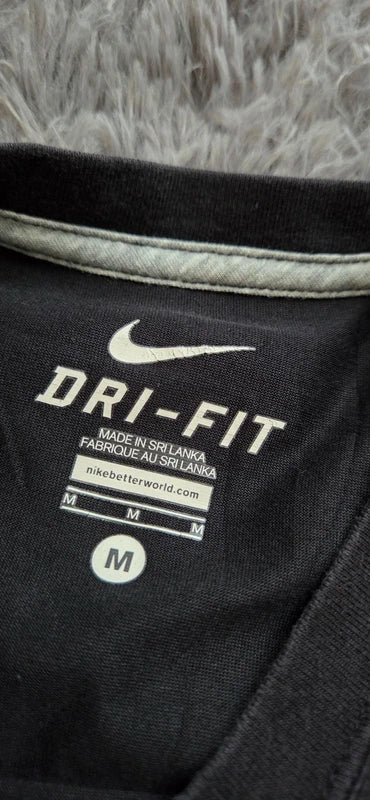 DRI-FIT
MADE IN SRI LANKA
FABRIQUE AU SRI LANKA
nikebetterworld.com
M
M
M
M